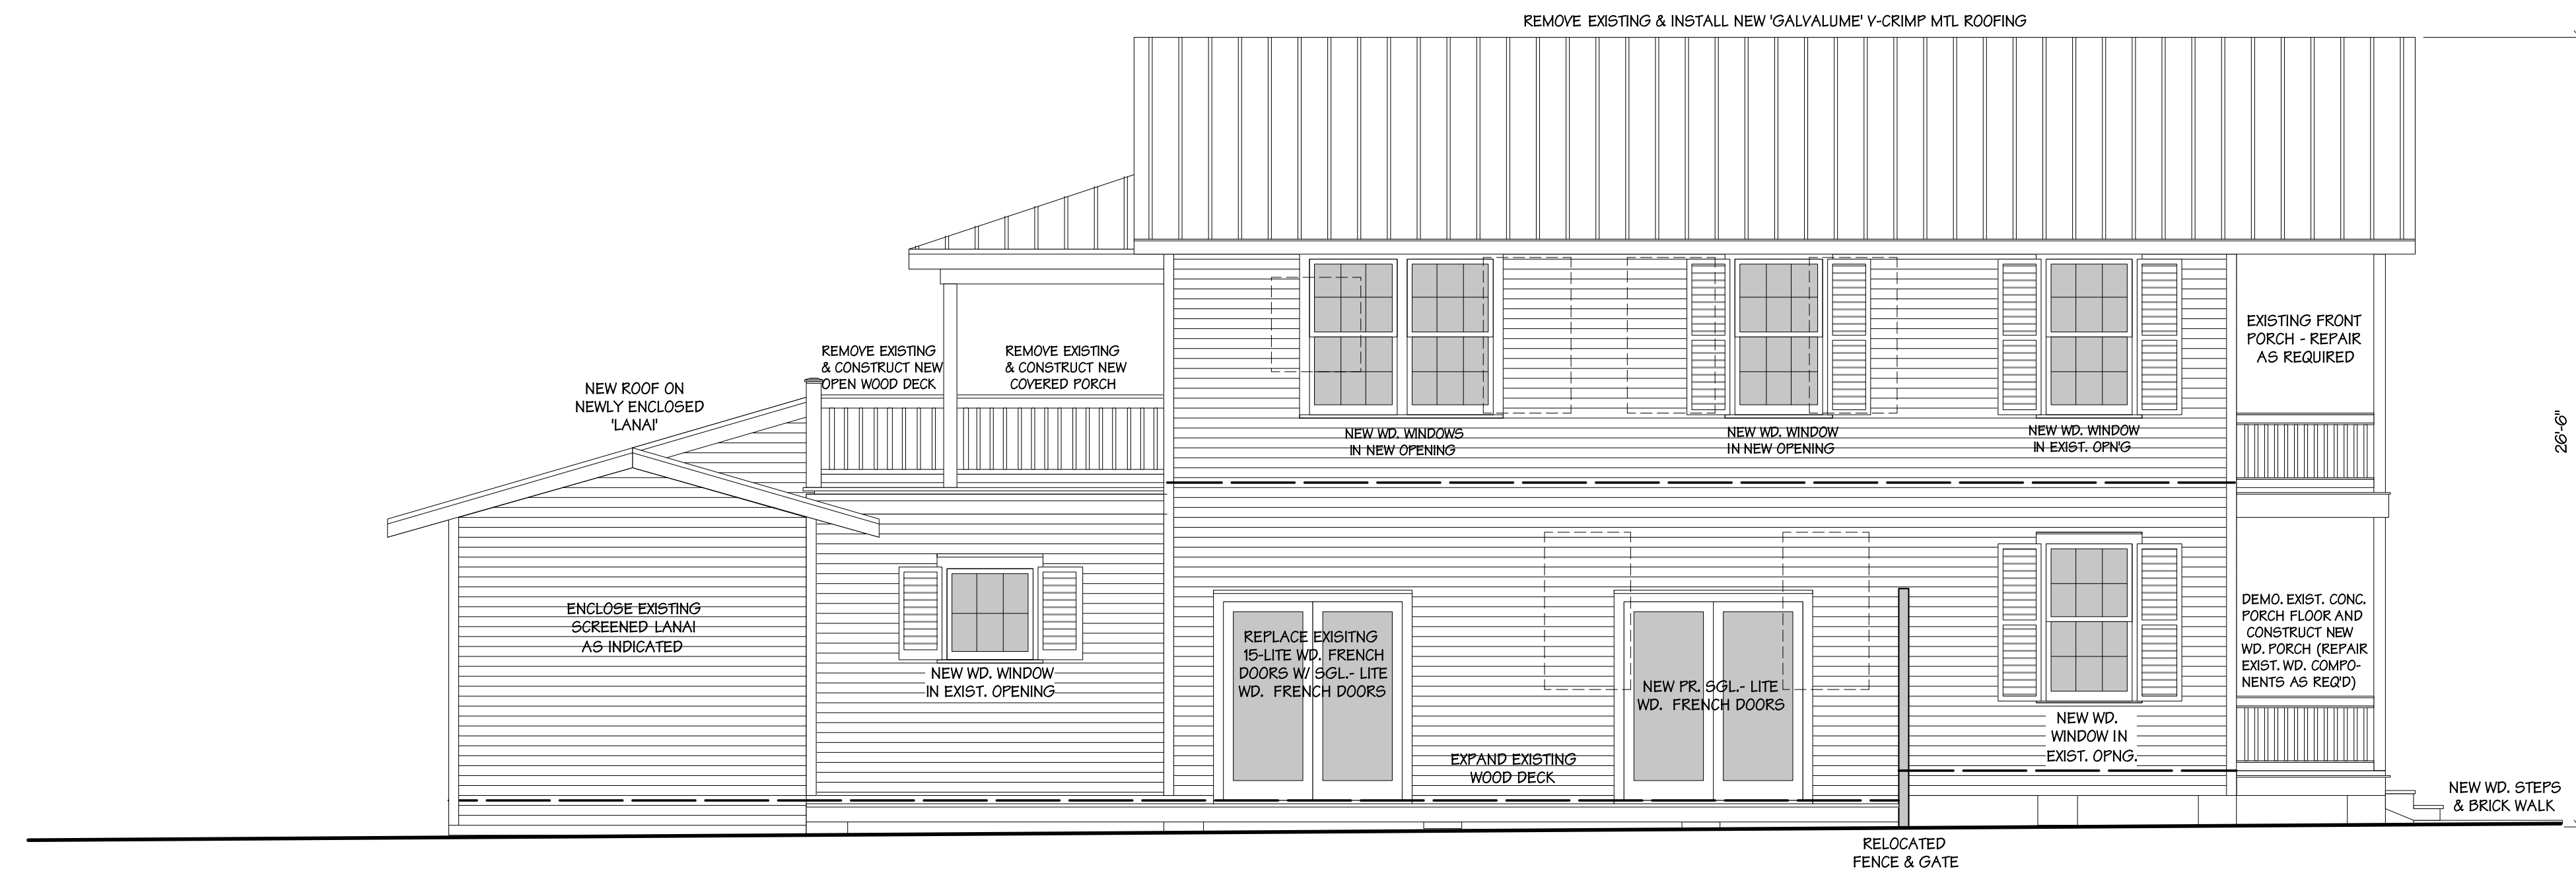 REMOVE EXISTING & INSTALL NEW 'GALVALUME' V-CRIMP MTL ROOFING
REMOVE EXISTING
& CONSTRUCT NEW
OPEN WOOD DECK
REMOVE EXISTING
& CONSTRUCT NEW
COVERED PORCH
EXISTING FRONT
PORCH - REPAIR
AS REQUIRED
NEW ROOF ON
NEWLY ENCLOSED
'LANAI'
NEW WD. WINDOWS
IN NEW OPENING
NEW WD. WINDOW
IN NEW OPENING
NEW WD. WINDOW
IN EXIST. OPN'G
26'-6"
ENCLOSE EXISTING
SCREENED LANAI
AS INDICATED
NEW WD. WINDOW
IN EXIST. OPENING
REPLACE EXISITNG
15-LITE WD. FRENCH
DOORS W/ SGL.- LITE
WD. FRENCH DOORS
NEW PR. SGL.- LITE
WD. FRENCH DOORS
DEMO. EXIST. CONC.
PORCH FLOOR AND
CONSTRUCT NEW
WD. PORCH (REPAIR
EXIST. WD. COMPO-
NENTS AS REQ'D)
NEW WD.
WINDOW IN
EXIST. OPNG.
EXPAND EXISTING
WOOD DECK
NEW WD. STEPS
& BRICK WALK
RELOCATED
FENCE & GATE